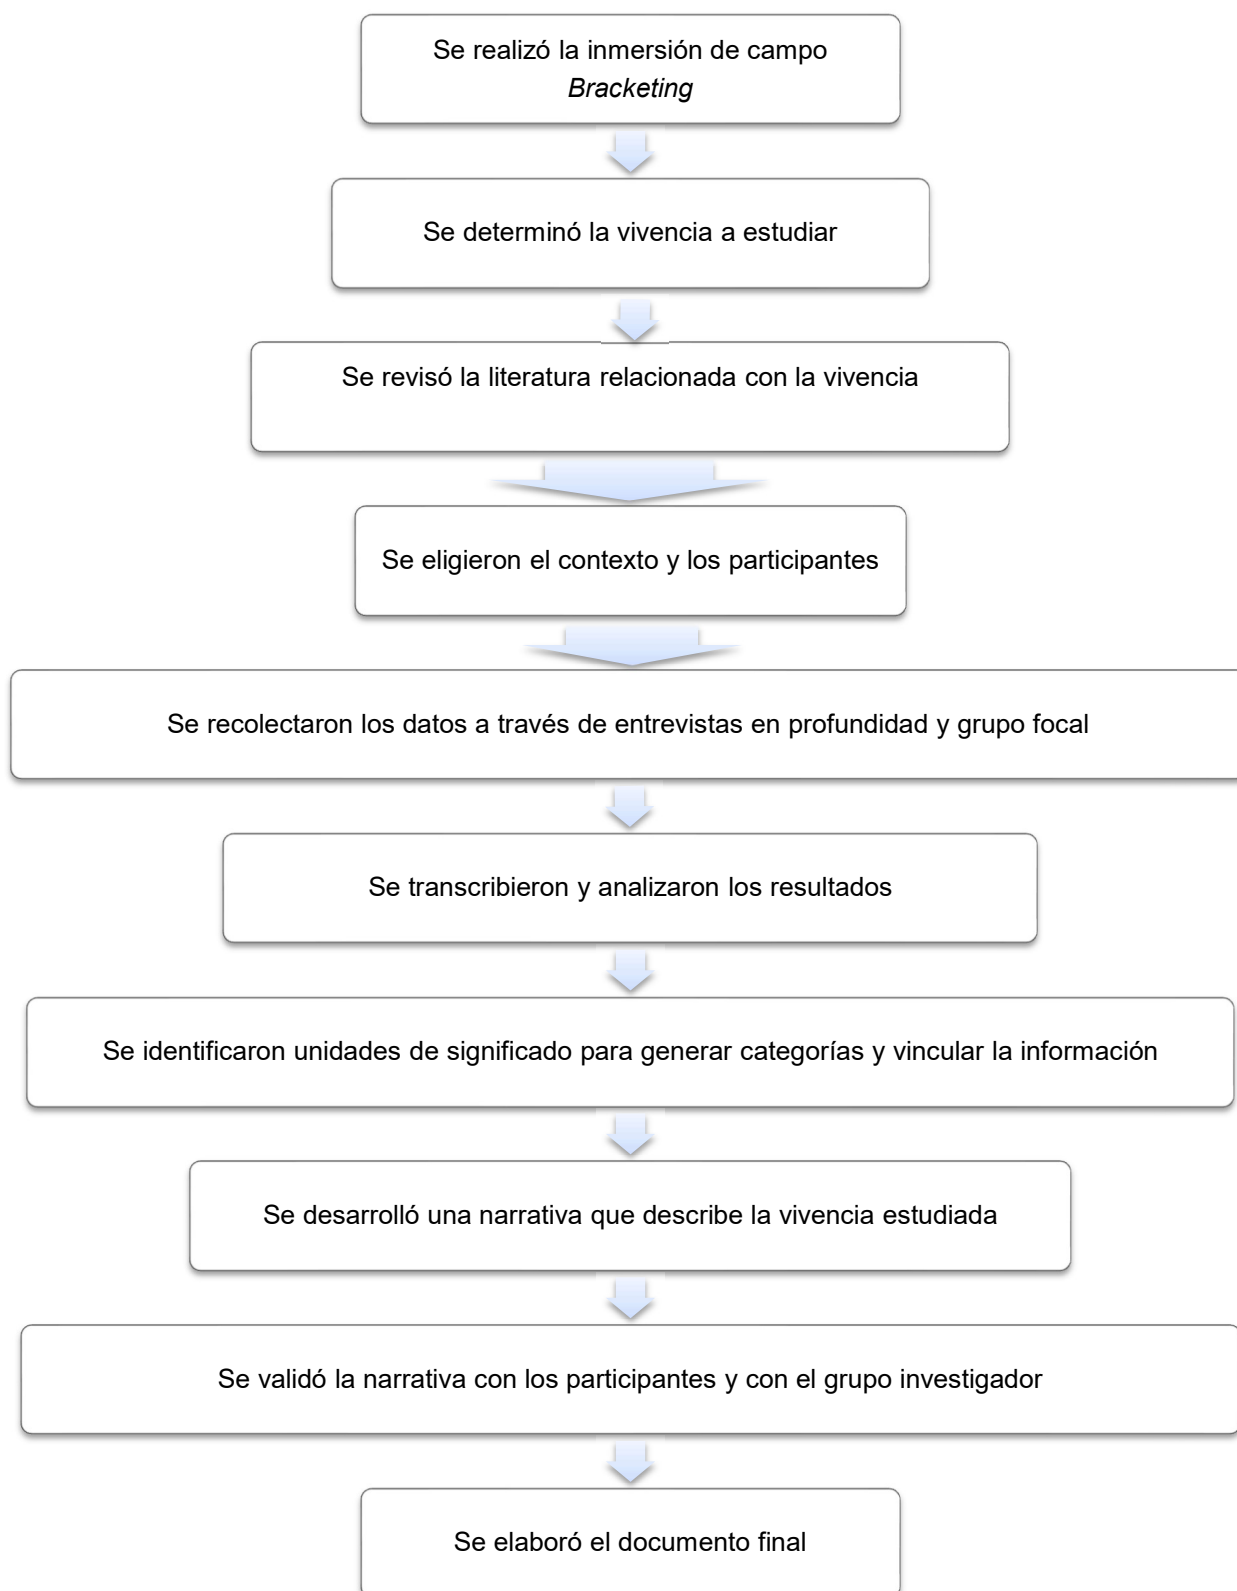 Se realizó la inmersión de campo
Bracketing
Se determinó la vivencia a estudiar
Se revisó la literatura relacionada con la vivencia
Se eligieron el contexto y los participantes
Se recolectaron los datos a través de entrevistas en profundidad y grupo focal
Se transcribieron y analizaron los resultados
Se identificaron unidades de significado para generar categorías y vincular la información
Se desarrolló una narrativa que describe la vivencia estudiada
Se validó la narrativa con los participantes y con el grupo investigador
Se elaboró el documento final